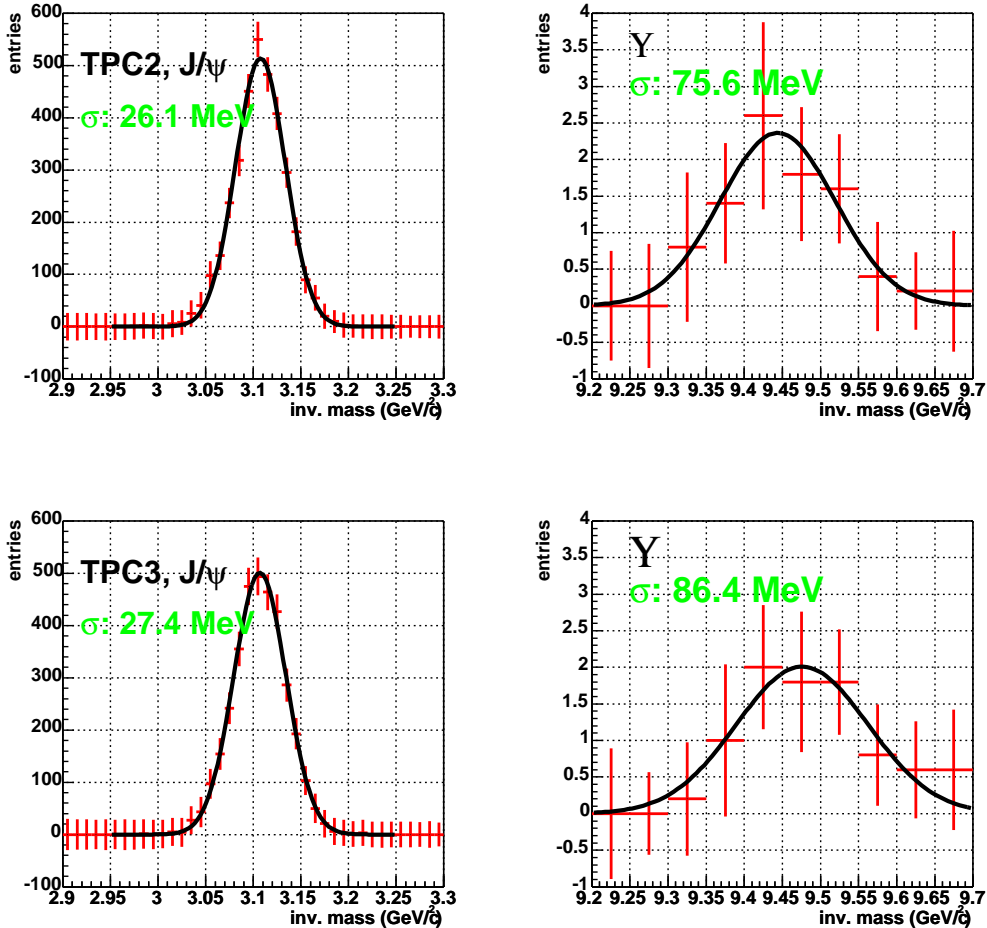 entries
600
500
400
300
200
100
0
-100
TPC2, J/ψ
σ: 26.1 MeV
2.9 2.95 3 3.05 3.1 3.15 3.2 3.25 3.3
inv. mass (GeV/c²)
entries
4
3.5
3
2.5
2
1.5
1
0.5
0
-0.5
-1
Υ
σ: 75.6 MeV
9.2 9.25 9.3 9.35 9.4 9.45 9.5 9.55 9.6 9.65 9.7
inv. mass (GeV/c²)
entries
600
500
400
300
200
100
0
-100
TPC3, J/ψ
σ: 27.4 MeV
2.9 2.95 3 3.05 3.1 3.15 3.2 3.25 3.3
inv. mass (GeV/c²)
entries
4
3.5
3
2.5
2
1.5
1
0.5
0
-0.5
-1
Υ
σ: 86.4 MeV
9.2 9.25 9.3 9.35 9.4 9.45 9.5 9.55 9.6 9.65 9.7
inv. mass (GeV/c²)